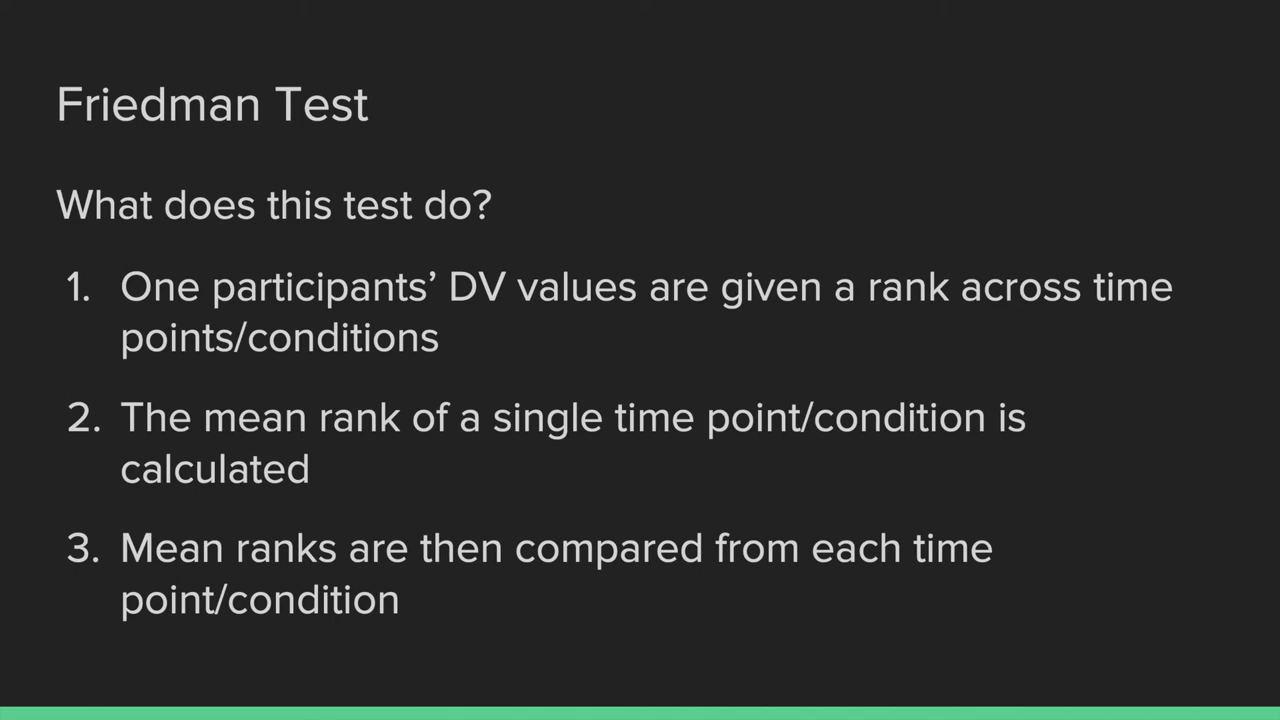 Friedman Test
What does this test do?
1. One participants’ DV values are given a rank across time
points/conditions
2. The mean rank of a single time point/condition is
calculated
3. Mean ranks are then compared from each time
point/condition